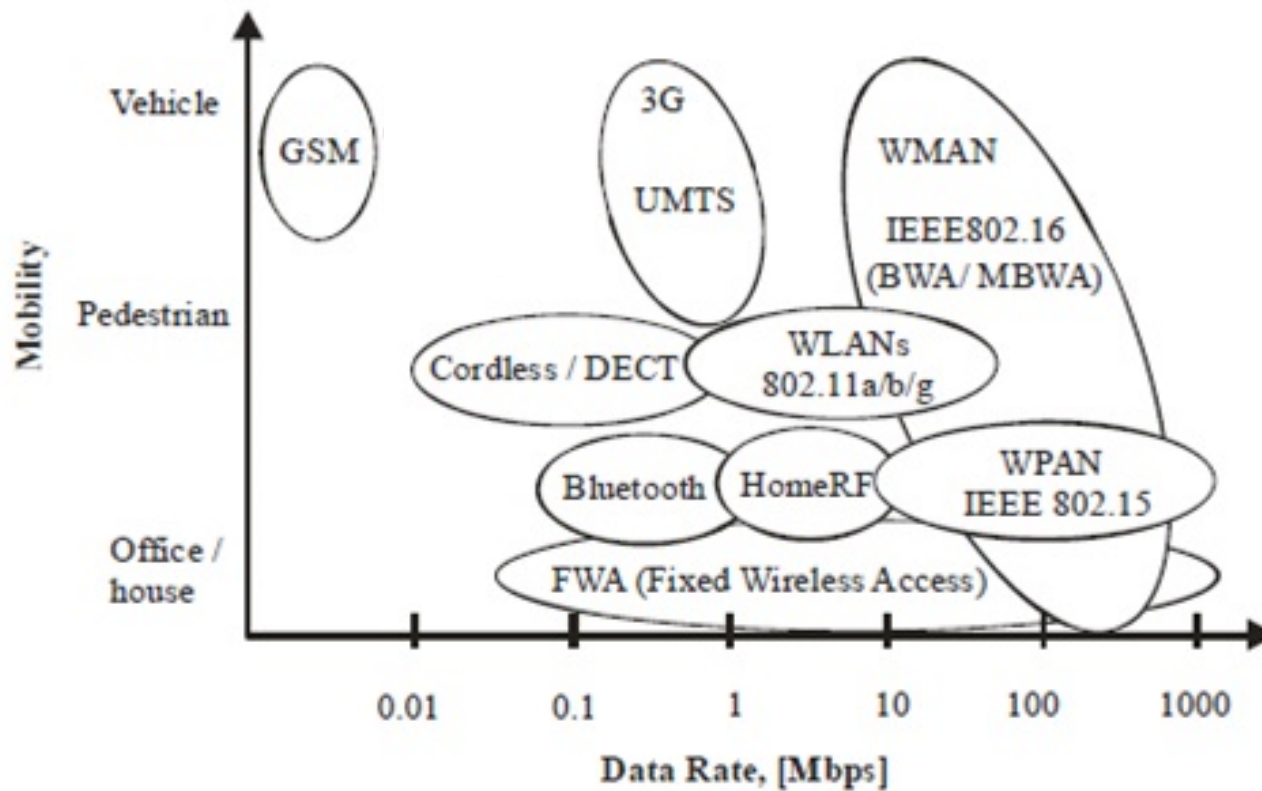 Vehicle
GSM
3G
UMTS
WMAN
IEEE802.16
(BWA/ MBWA)
Mobility
Pedestrian
Cordless / DECT
WLANs
802.11a/b/g
Bluetooth
HomeRF
WPAN
IEEE 802.15
Office /
house
FWA (Fixed Wireless Access)
0.01 0.1 1 10 100 1000
Data Rate, [Mbps]